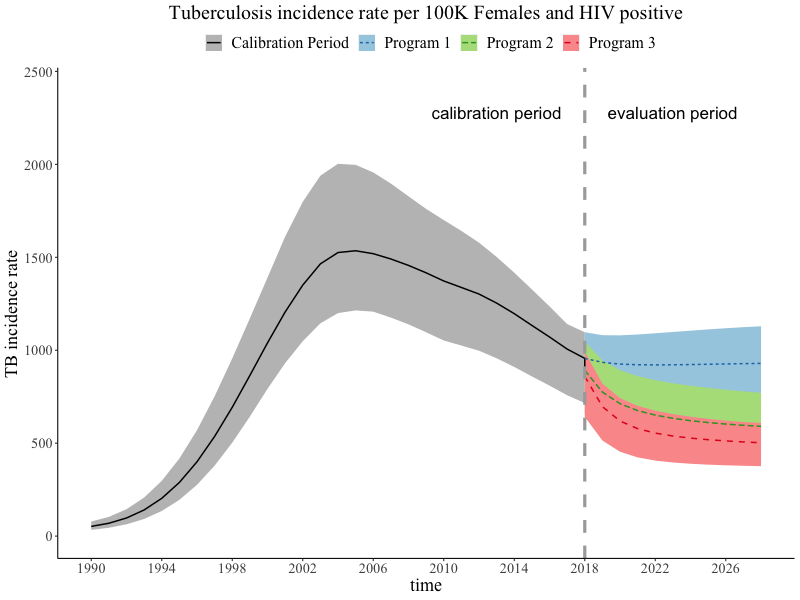 Tuberculosis incidence rate per 100K Females and HIV positive
Calibration Period Program 1 Program 2 Program 3
calibration period evaluation period
TB incidence rate
2500
2000
1500
1000
500
0
1990 1994 1998 2002 2006 2010 2014 2018 2022 2026
time